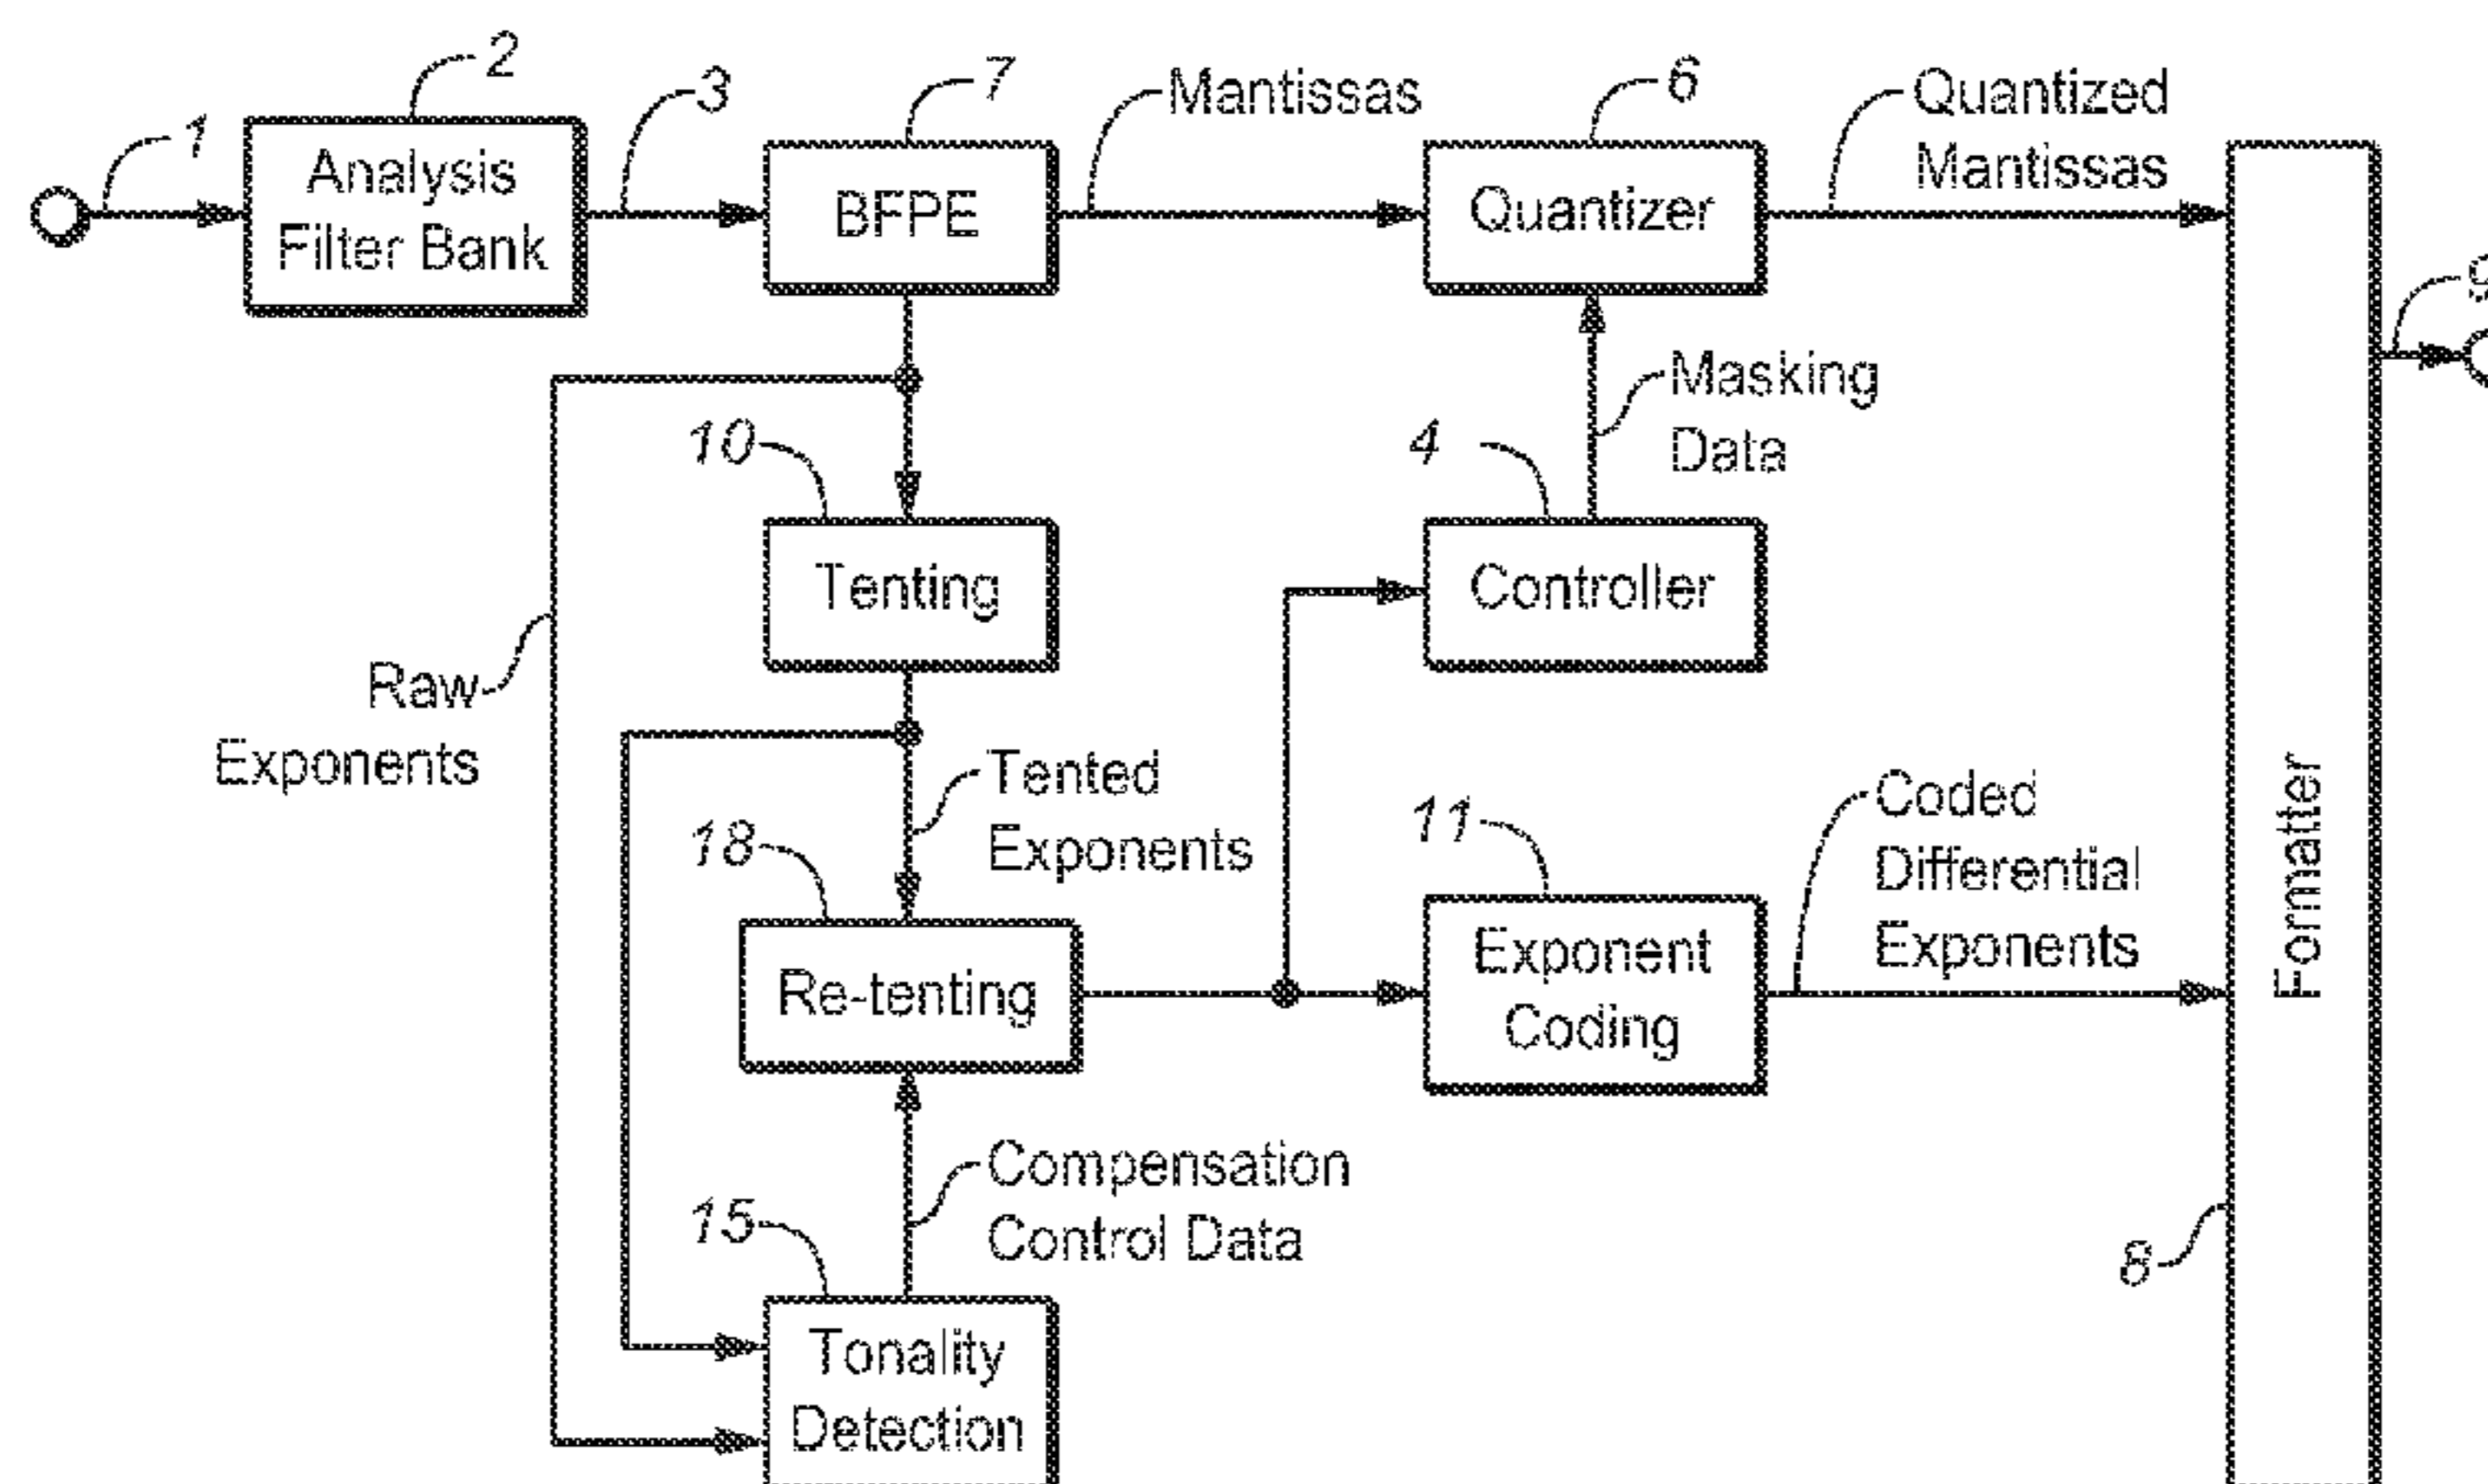 1
2
Analysis
Filter Bank
3
7
BFPE
Mantissas
6
Quantizer
Quantized
Mantissas
9
Masking
Data
4
Controller
10
Tenting
Raw
Exponents
Tented
Exponents
18
Re-tenting
11
Exponent
Coding
Coded
Differential
Exponents
Formatter
8
Compensation
Control Data
15
Tonality
Detection